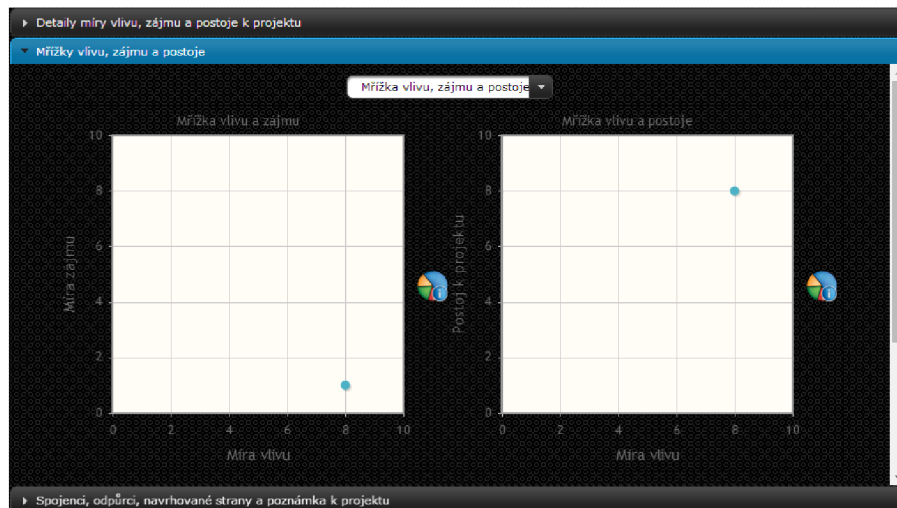 Detaily míry vlivu, zájmu a postoje k projektu
Mřížky vlivu, zájmu a postoje
Mřížka vlivu, zájmu a postoje
Mřížka vlivu a zájmu
10
8
6
4
2
0
Míra zájmu
0 2 4 6 8 10
Míra vlivu
Mřížka vlivu a postoje
10
8
6
4
2
0
Postoj k projektu
0 2 4 6 8 10
Míra vlivu
Spojenci, odpůrci, navrhované strany a poznámka k projektu